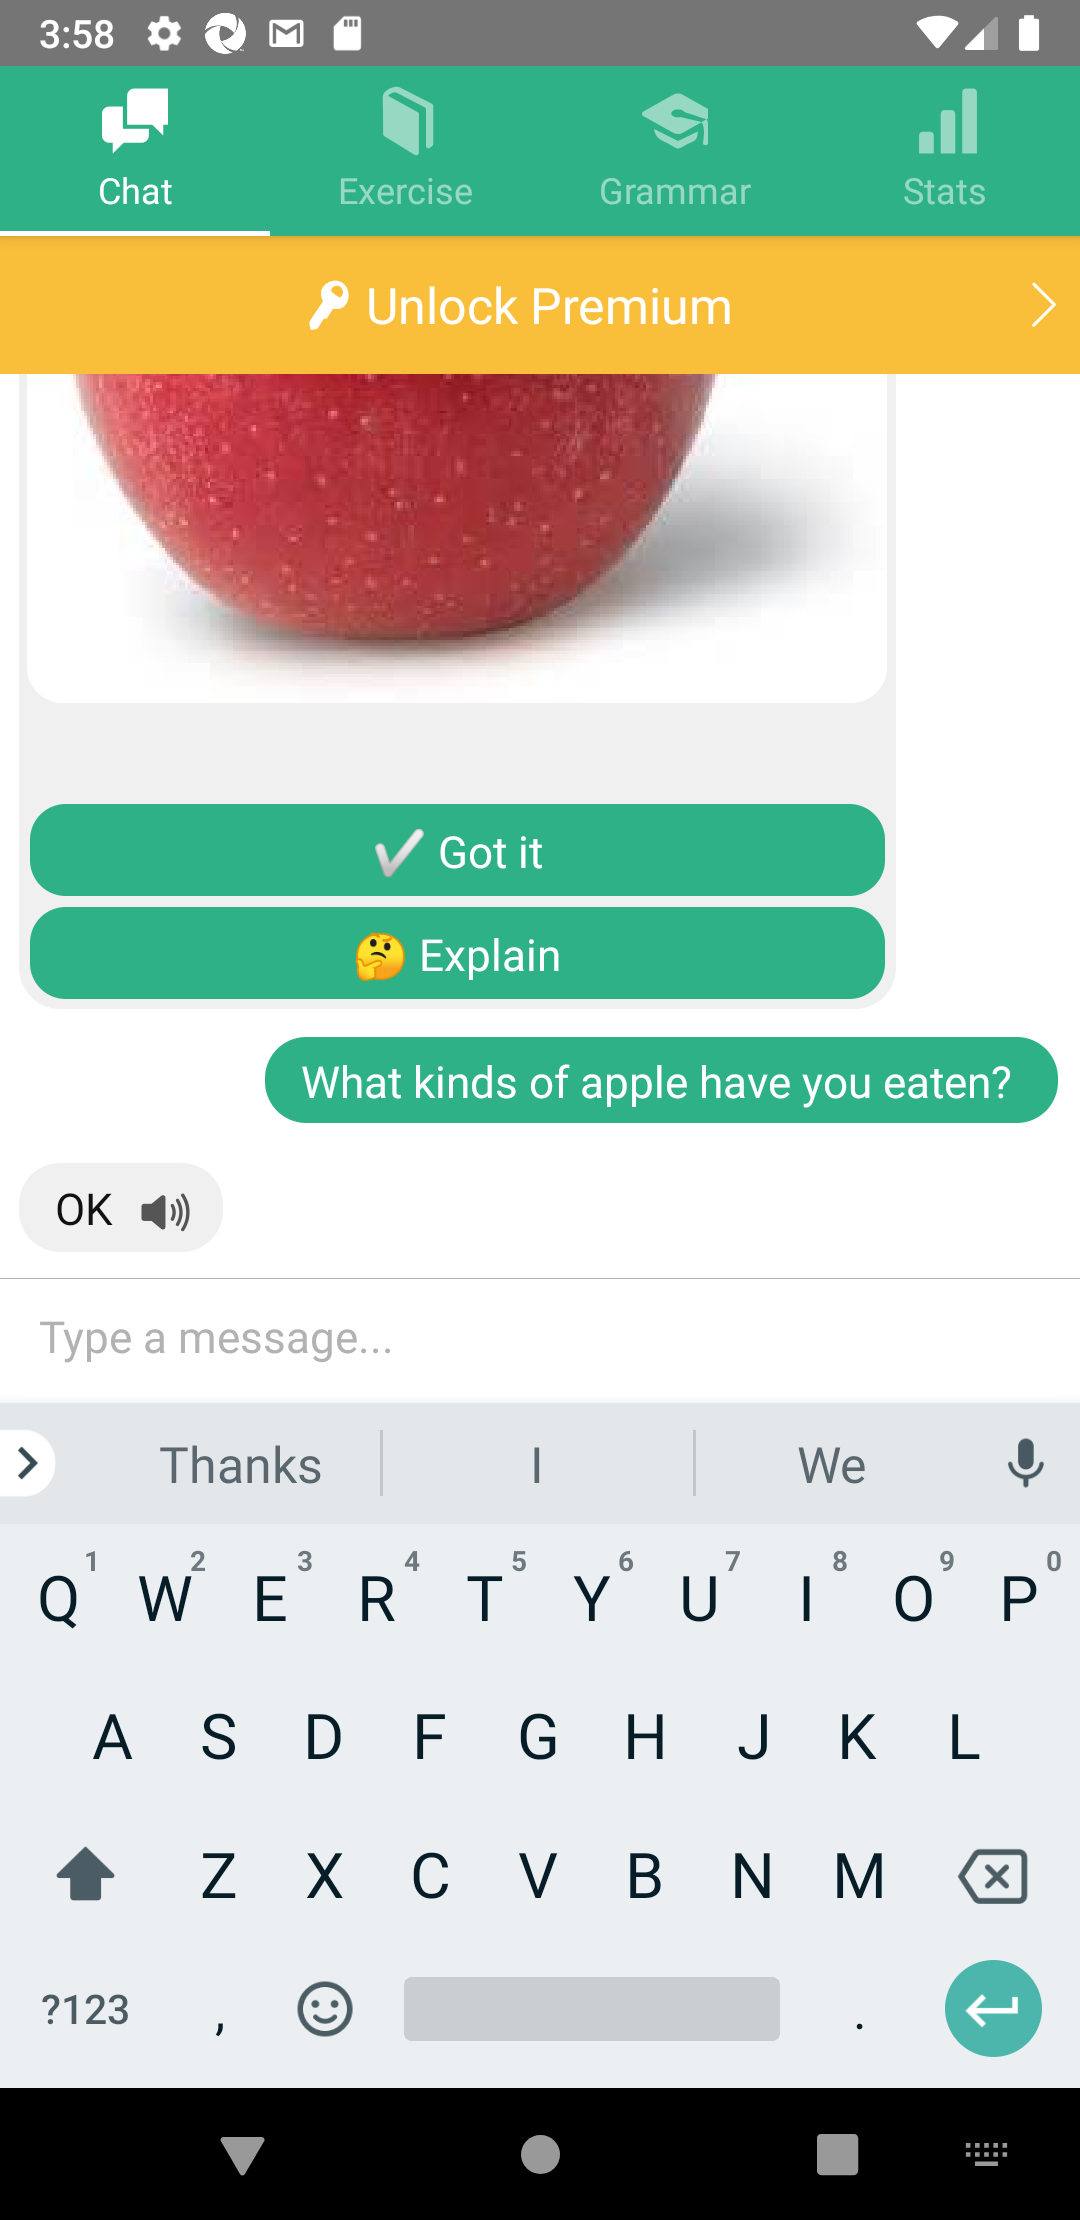 3:58
Chat
Exercise
Grammar
Stats
Unlock Premium
Got it
🤔 Explain
What kinds of apple have you eaten?
OK
Type a message...
Thanks
I
We
Q 1 W 2 E 3 R 4 T 5 Y 6 U 7 I 8 O 9 P 0
A S D F G H J K L
Z X C V B N M
?123 , .